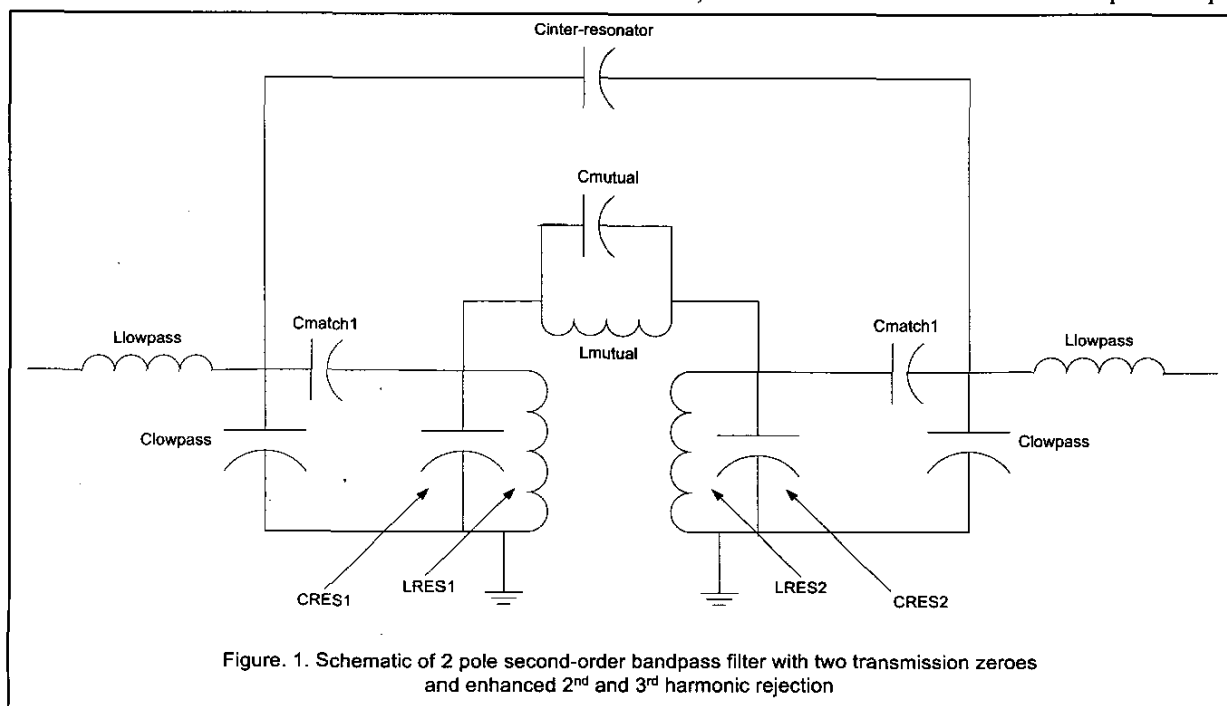 Cinter-resonator
Cmutual
Lmutual
Llowpass
Cmatch1
Cmatch1
Llowpass
Clowpass
Clowpass
CRES1
LRES1
LRES2
CRES2
Figure. 1. Schematic of 2 pole second-order bandpass filter with two transmission zeroes
and enhanced 2nd and 3rd harmonic rejection